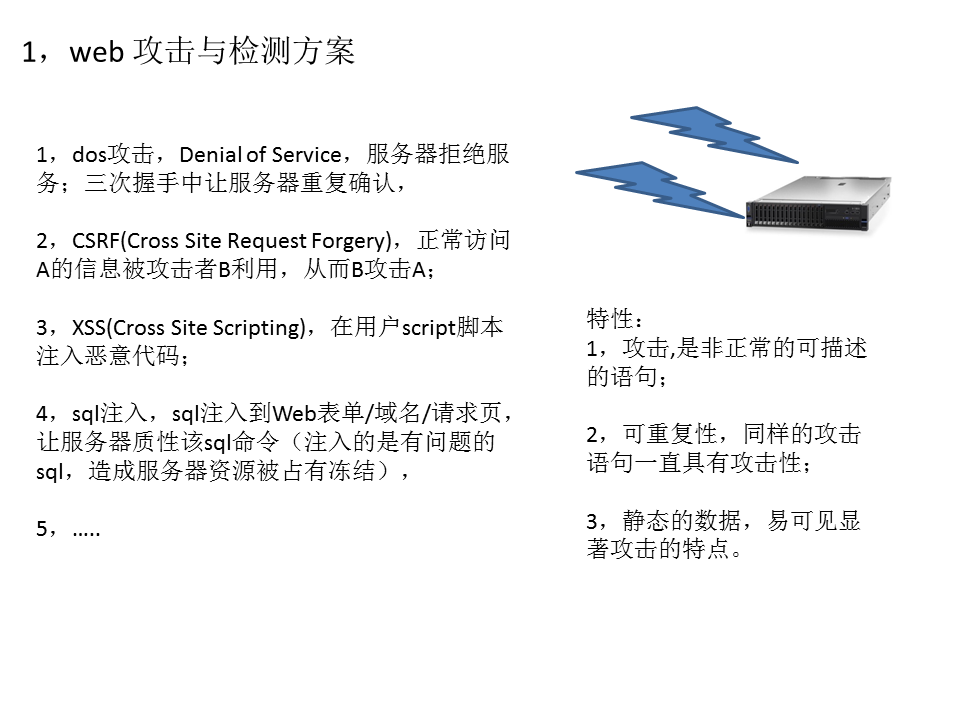 1，web 攻击与检测方案
1，dos攻击，Denial of Service，服务器拒绝服
务；三次握手中让服务器重复确认，
2，CSRF(Cross Site Request Forgery)，正常访问
A的信息被攻击者B利用，从而B攻击A；
3，XSS(Cross Site Scripting)，在用户script脚本
注入恶意代码；
4，sql注入，sql注入到Web表单/域名/请求页，
让服务器质性该sql命令（注入的是有问题的
sql，造成服务器资源被占有冻结），
5，…..
特性：
1，攻击,是非正常的可描述
的语句；
2，可重复性，同样的攻击
语句一直具有攻击性；
3，静态的数据，易可见显
著攻击的特点。